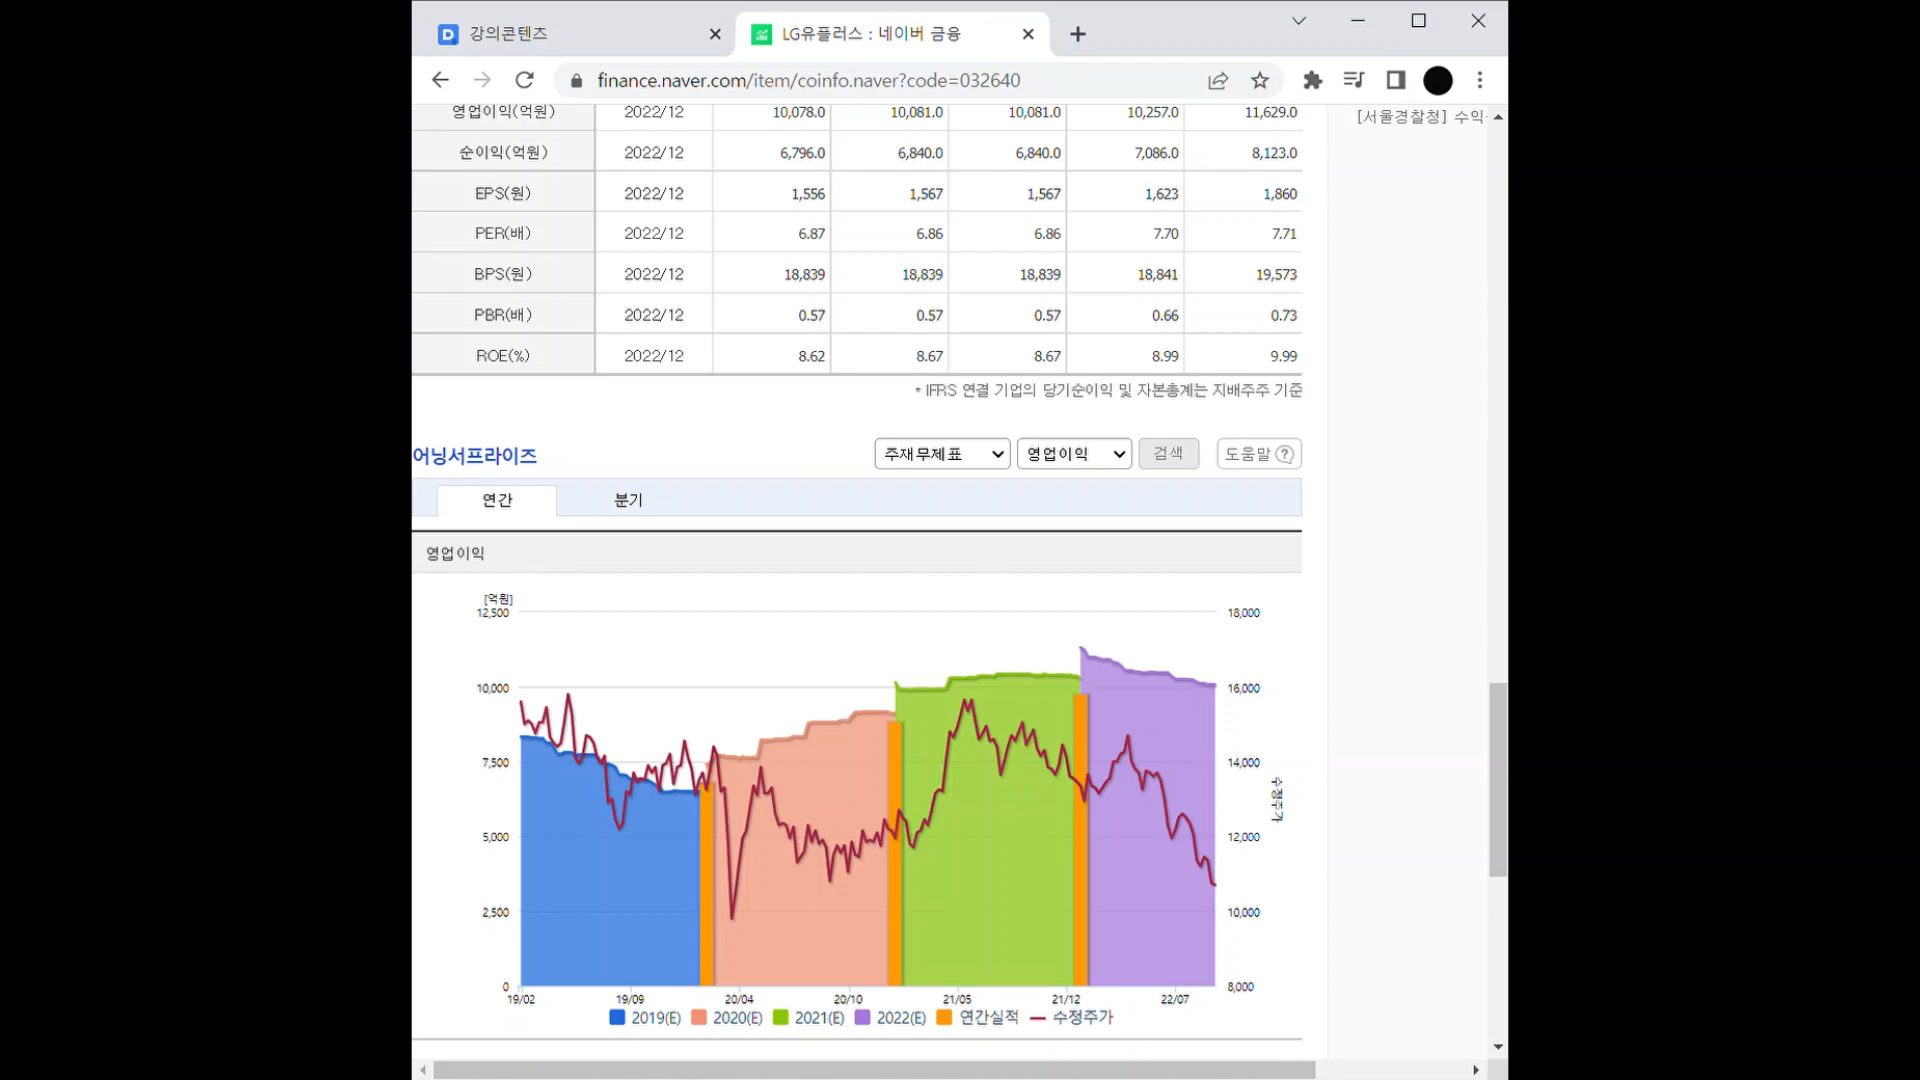 강의콘텐츠
LG유플러스 : 네이버 금융
finance.naver.com/item/coinfo.naver?code=032640
영업이익(억원) 2022/12 10,078.0 10,081.0 10,081.0 10,257.0 11,629.0
[서울경찰청] 수익
순이익(억원) 2022/12 6,796.0 6,840.0 6,840.0 7,086.0 8,123.0
EPS(원) 2022/12 1,556 1,567 1,567 1,623 1,860
PER(배) 2022/12 6.87 6.86 6.86 7.70 7.71
BPS(원) 2022/12 18,839 18,839 18,839 18,841 19,573
PBR(배) 2022/12 0.57 0.57 0.57 0.66 0.73
ROE(%) 2022/12 8.62 8.67 8.67 8.99 9.99
* IFRS 연결 기업의 당기순이익 및 자본총계는 지배주주 기준
어닝서프라이즈
주재무제표 영업이익 검색 도움말 ?
연간 분기
영업이익
[억원]
12,500 18,000
10,000 16,000
7,500 14,000
수정주가
5,000 12,000
2,500 10,000
0 8,000
19/02 19/09 20/04 20/10 21/05 21/12 22/07
2019(E) 2020(E) 2021(E) 2022(E) 연간실적 수정주가